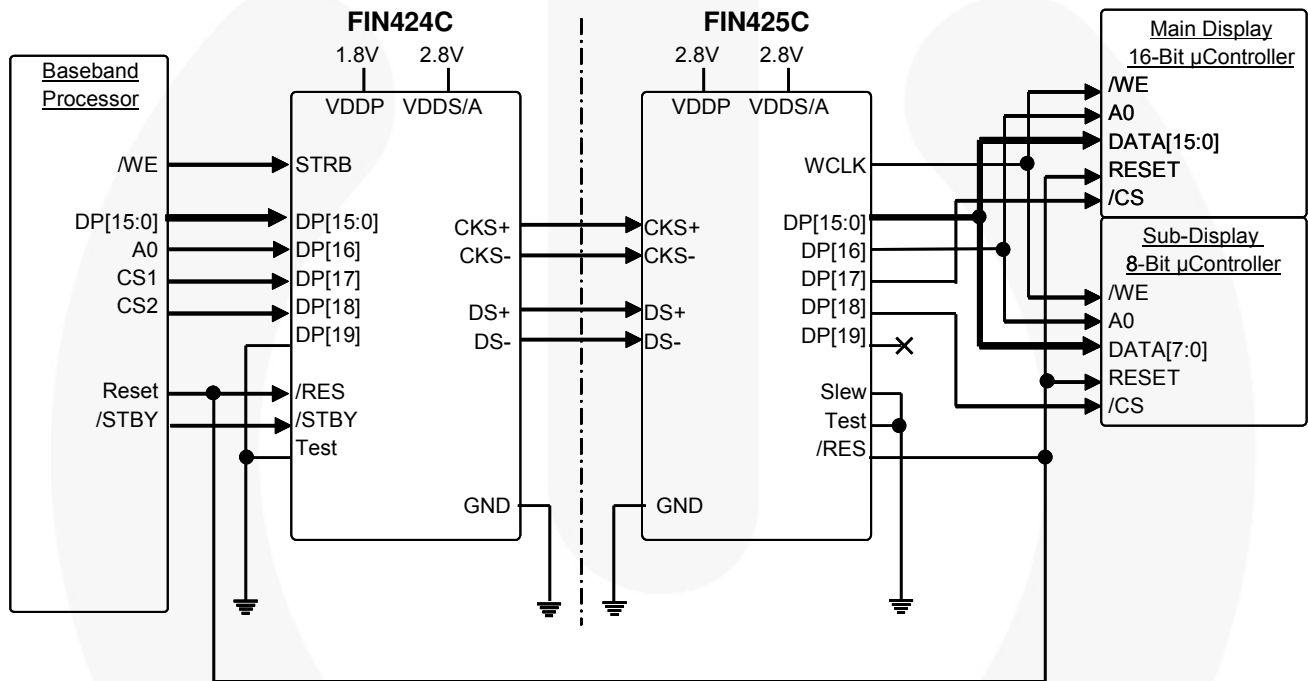 FIN424C
FIN425C
1.8V
2.8V
2.8V
2.8V
Baseband
Processor
/WE
DP[15:0]
A0
CS1
CS2
Reset
/STBY
VDDP
VDDS/A
STRB
DP[15:0]
DP[16]
DP[17]
DP[18]
DP[19]
/RES
/STBY
Test
CKS+
CKS-
DS+
DS-
GND
VDDP
VDDS/A
CKS+
CKS-
DS+
DS-
GND
WCLK
DP[15:0]
DP[16]
DP[17]
DP[18]
DP[19]
Slew
Test
/RES
Main Display
16-Bit µController
/WE
A0
DATA[15:0]
RESET
/CS
Sub-Display
8-Bit µController
/WE
A0
DATA[7:0]
RESET
/CS